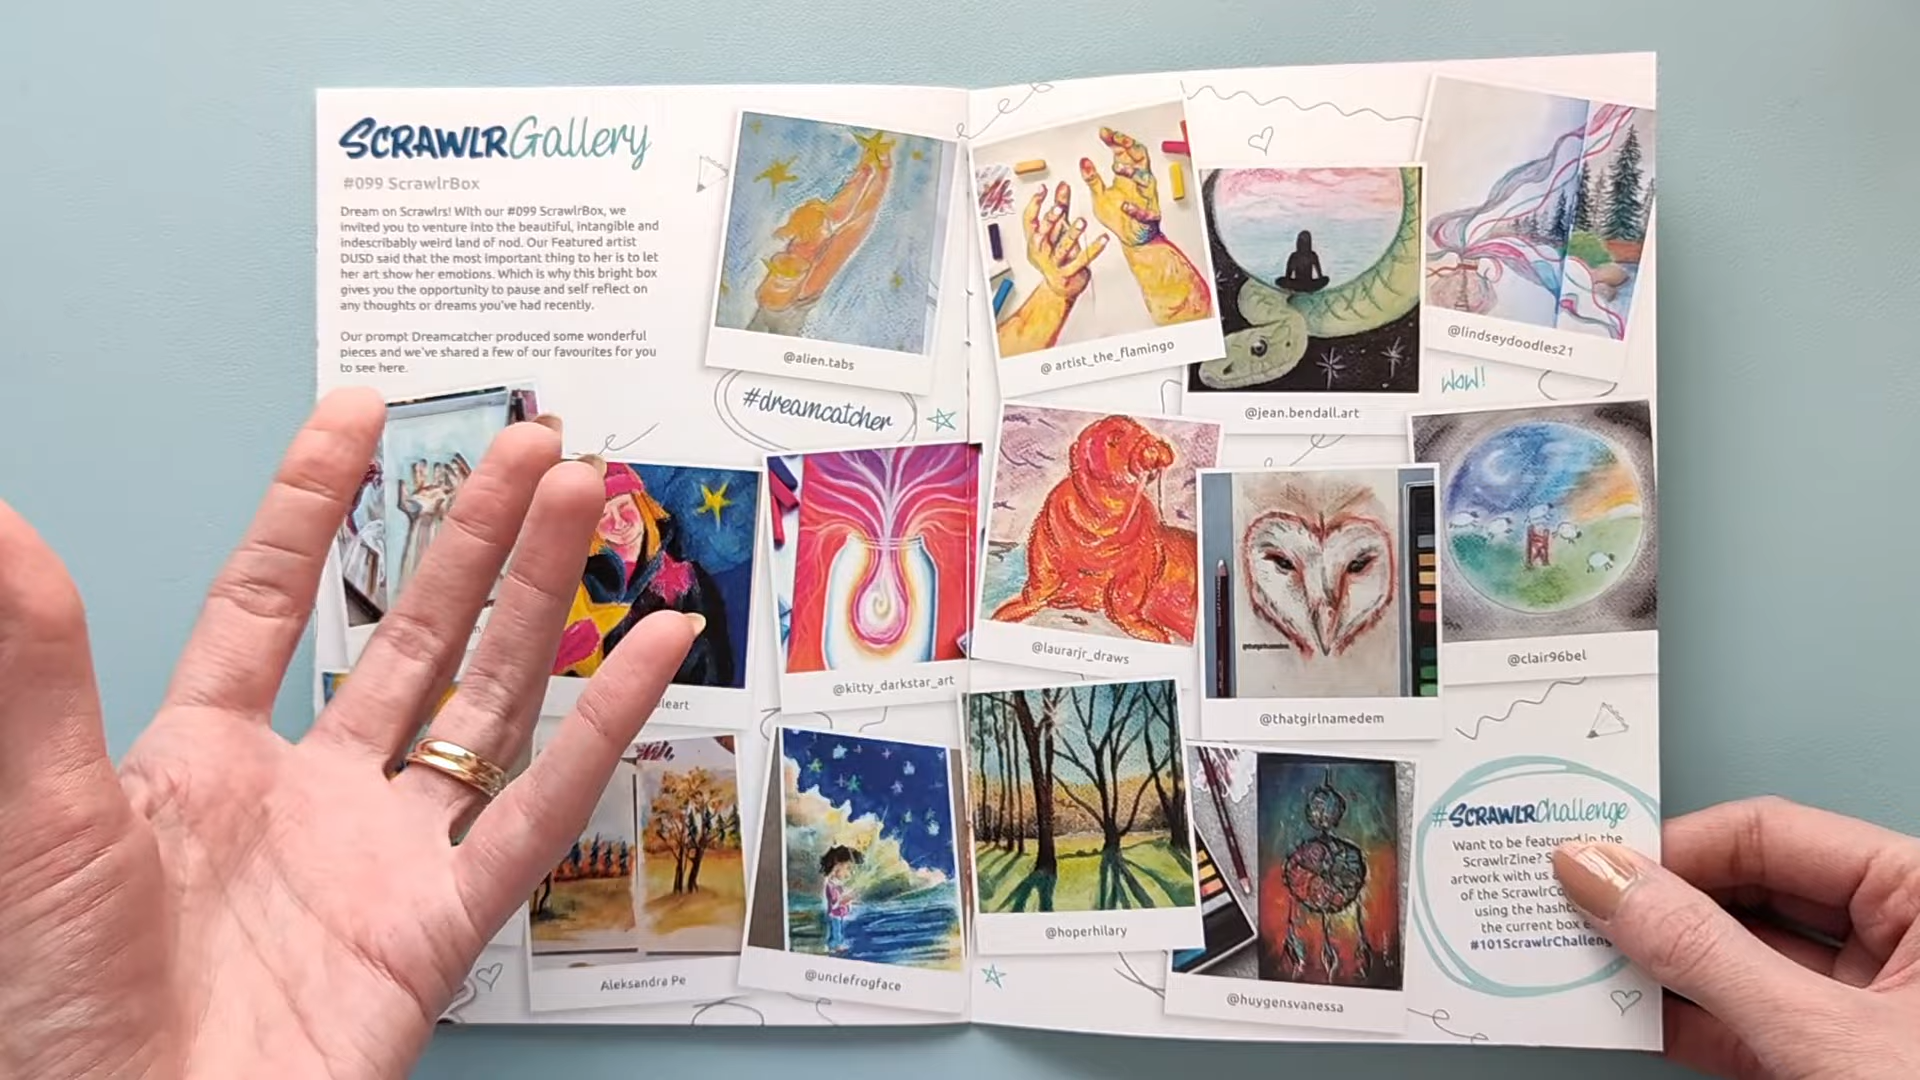 SCRAWLRGallery
#099 ScrawlrBox
Dream on Scrawlrs! With our #099 ScrawlrBox, we
invited you to venture into the beautiful, intangible and
indescribably weird land of nod. Our Featured artist
DUSD said that the most important thing to her is to let
her art show her emotions. Which is why this bright box
gives you the opportunity to pause and self reflect on
any thoughts or dreams you've had recently.
Our prompt Dreamcatcher produced some wonderful
pieces and we've shared a few of our favourites for you
to see here.
@alien.tabs
#dreamcatcher
@kitty_darkstar_art
Aleksandra Pe
@unclefrogface
@ artist_the_flamingo
@jean.bendall.art
@lindseydoodles21
WOW!
@laurarjr_draws
@thatgirlnamedem
@clair96bel
@hoperhilary
@huygensvanessa
#SCRAWLRChallenge
Want to be featured in the
ScrawlrZine?
artwork with us
of the
using the
the current box